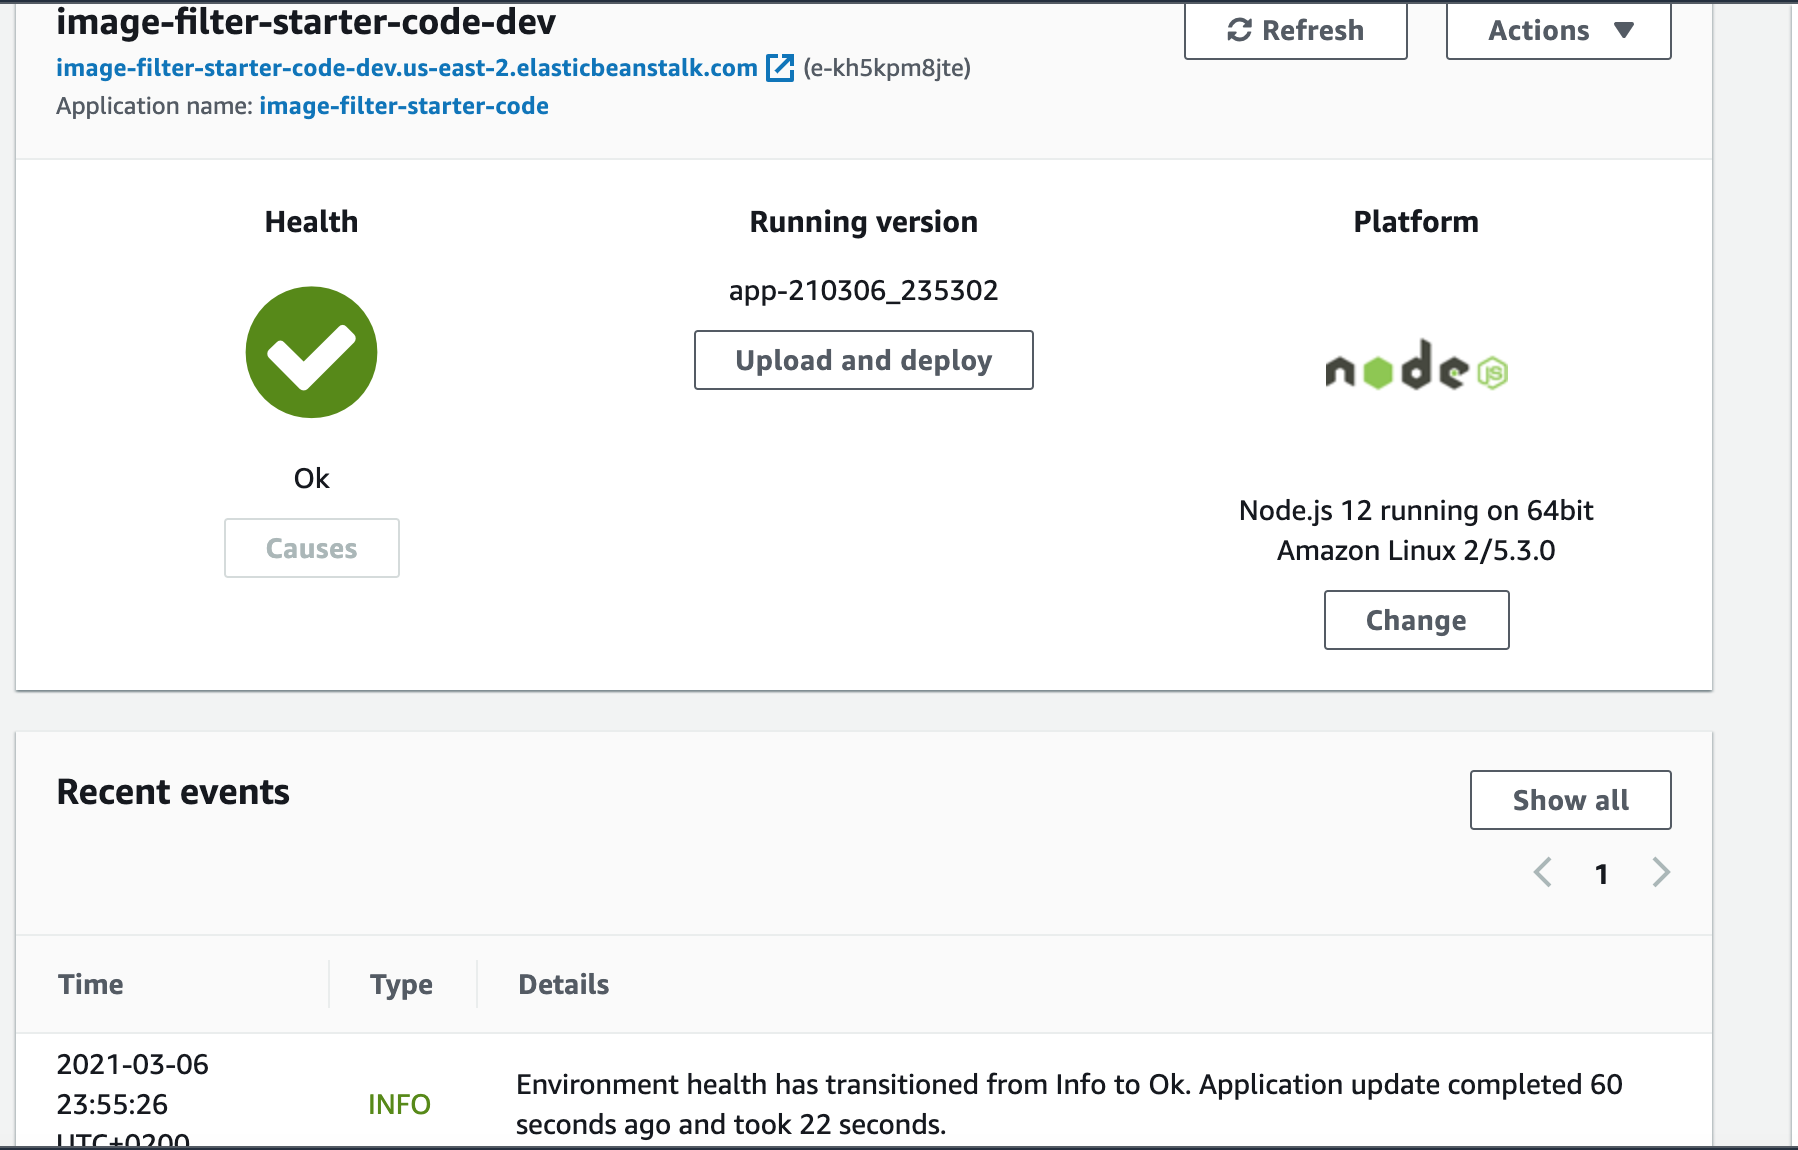 image-filter-starter-code-dev
Refresh
Actions
image-filter-starter-code-dev.us-east-2.elasticbeanstalk.com (e-kh5kpm8jte)
Application name: image-filter-starter-code
Health
Running version
Platform
app-210306_235302
Upload and deploy
node JS
Ok
Causes
Node.js 12 running on 64bit
Amazon Linux 2/5.3.0
Change
Recent events
Show all
1
Time
Type
Details
2021-03-06
23:55:26
UTC+0200
INFO
Environment health has transitioned from Info to Ok. Application update completed 60
seconds ago and took 22 seconds.